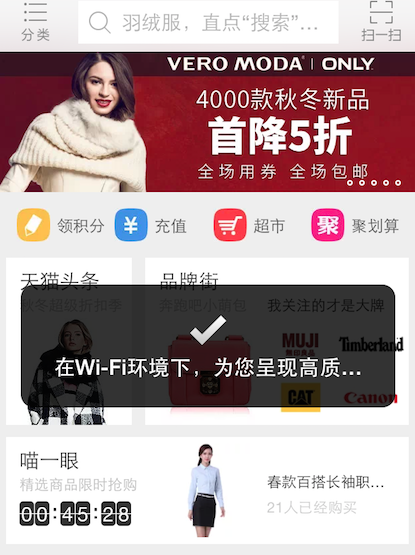 分类
羽绒服，直点“搜索”…
扫一扫
VERO MODA | ONLY
4000款秋冬新品
首降5折
全场用券 全场包邮
领积分
¥ 充值
超市
聚 聚划算
天猫头条
秋冬超级折扣季
品牌街
奔跑吧小萌包
我关注的才是大牌
MUJI
無印良品
Timberland
在Wi-Fi环境下，为您呈现高质…
CAT
Canon
喵一眼
精选商品限时抢购
00:45:28
春款百搭长袖职…
21人已经购买